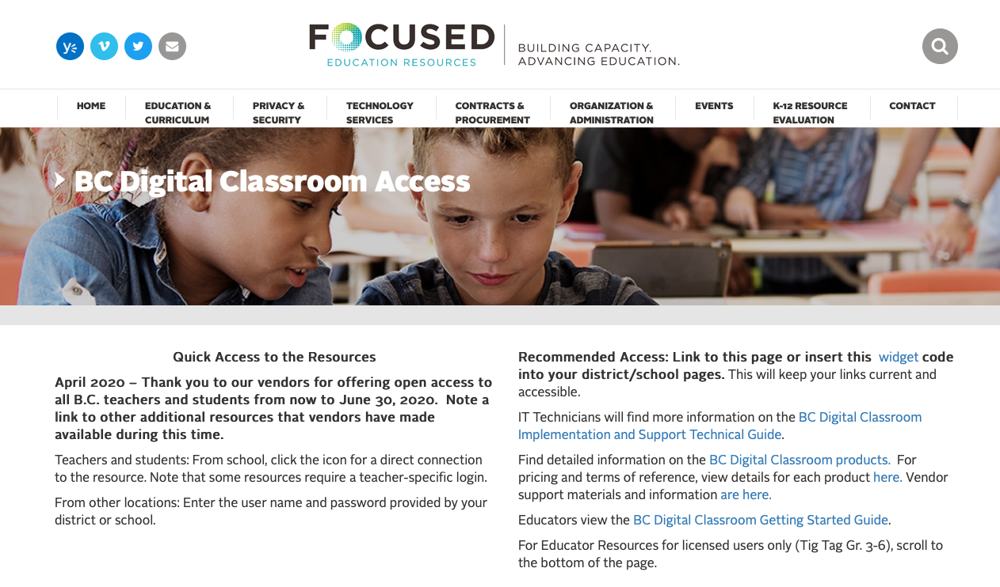 FOCUSED
EDUCATION RESOURCES
BUILDING CAPACITY.
ADVANCING EDUCATION.
HOME
EDUCATION &
CURRICULUM
PRIVACY &
SECURITY
TECHNOLOGY
SERVICES
CONTRACTS &
PROCUREMENT
ORGANIZATION &
ADMINISTRATION
EVENTS
K-12 RESOURCE
EVALUATION
CONTACT
BC Digital Classroom Access
Quick Access to the Resources
April 2020 – Thank you to our vendors for offering open access to
all B.C. teachers and students from now to June 30, 2020.  Note a
link to other additional resources that vendors have made
available during this time.
Teachers and students: From school, click the icon for a direct connection
to the resource. Note that some resources require a teacher-specific login.
From other locations: Enter the user name and password provided by your
district or school.
Recommended Access: Link to this page or insert this  widget code
into your district/school pages. This will keep your links current and
accessible.
IT Technicians will find more information on the BC Digital Classroom
Implementation and Support Technical Guide.
Find detailed information on the BC Digital Classroom products.  For
pricing and terms of reference, view details for each product here. Vendor
support materials and information are here.
Educators view the BC Digital Classroom Getting Started Guide.
For Educator Resources for licensed users only (Tig Tag Gr. 3-6), scroll to
the bottom of the page.